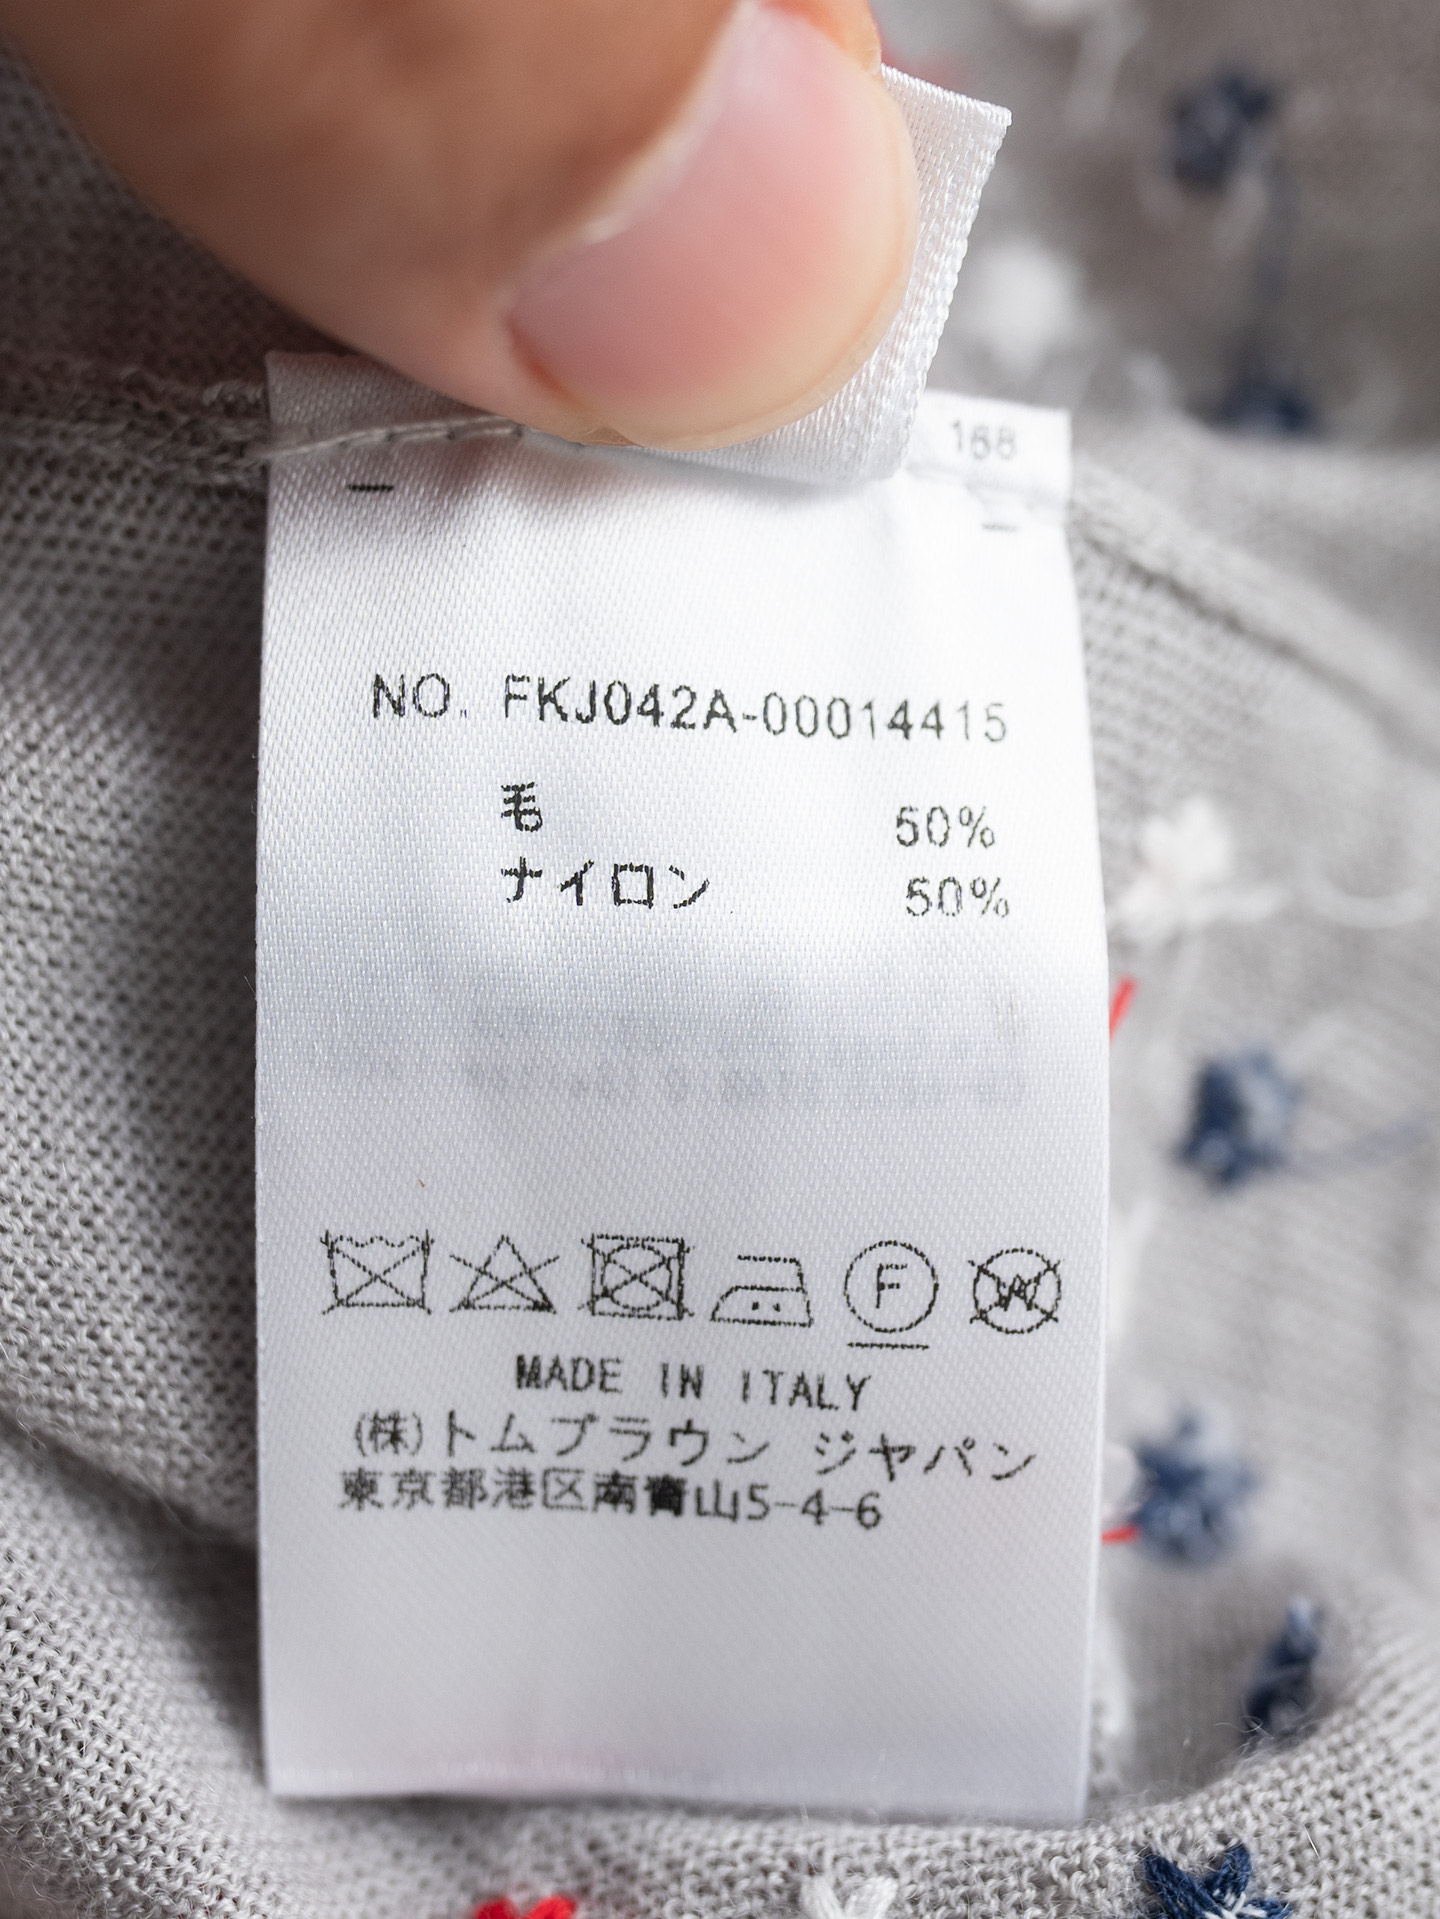 168
NO. FKJ042A-00014415
毛 50%
ナイロン 50%
F
W
MADE IN ITALY
(株)トムブラウン ジャパン
東京都港区南青山5-4-6